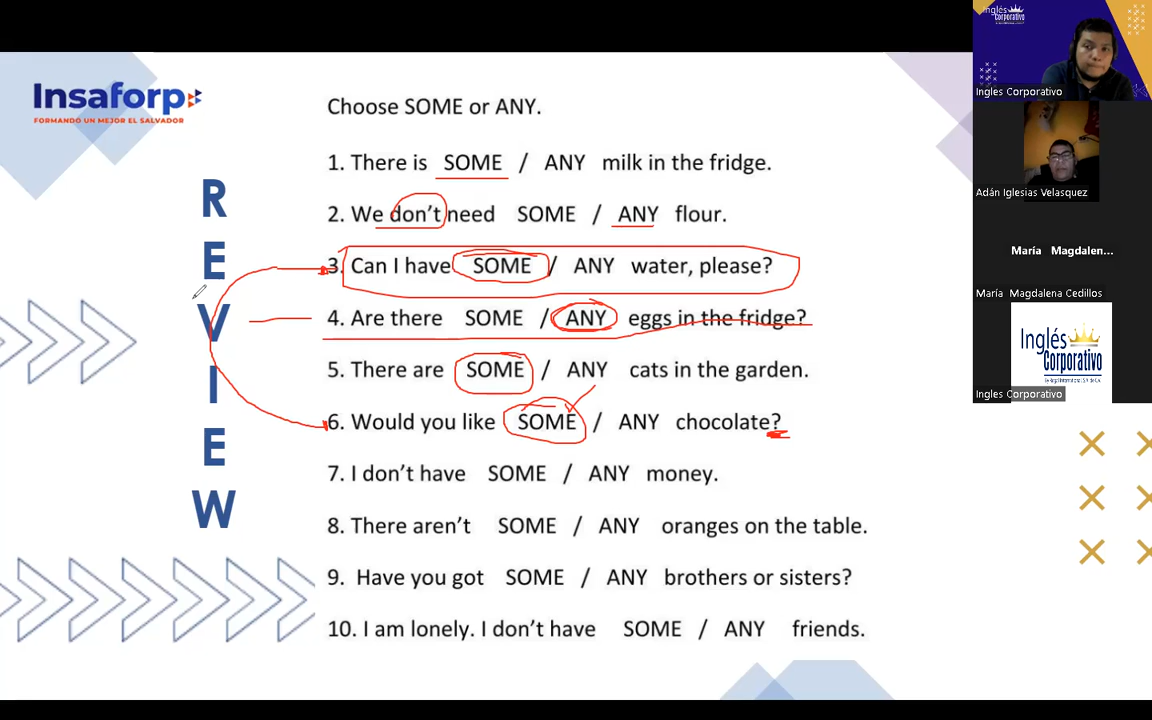 Insaforp
FORMANDO UN MEJOR EL SALVADOR
REVIEW
Choose SOME or ANY.
1. There is SOME / ANY milk in the fridge.
2. We don't need SOME / ANY flour.
3. Can I have SOME / ANY water, please?
4. Are there SOME / ANY eggs in the fridge?
5. There are SOME / ANY cats in the garden.
6. Would you like SOME / ANY chocolate?
7. I don't have SOME / ANY money.
8. There aren't SOME / ANY oranges on the table.
9. Have you got SOME / ANY brothers or sisters?
10. I am lonely. I don't have SOME / ANY friends.
Inglés
Corporativo
Ingles Corporativo
Adán Iglesias Velasquez
María Magdalen...
María Magdalena Cedillos
Inglés
Corporativo
Ingles Corporativo